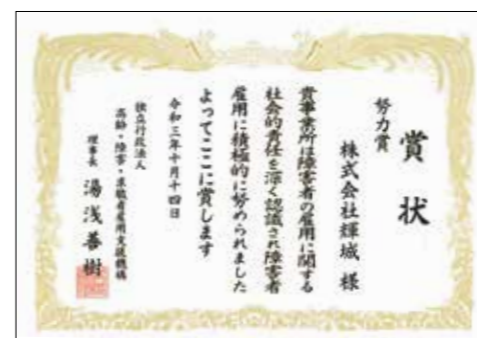 賞状
努力賞
株式会社輝城 様
貴事業所は障害者の雇用に関する
社会的責任を深く認識され障害者
雇用に積極的に努められました
よってここに賞します
令和三年十月十四日
独立行政法人
高齢・障害・求職者雇用支援機構
理事長 湯浅善樹